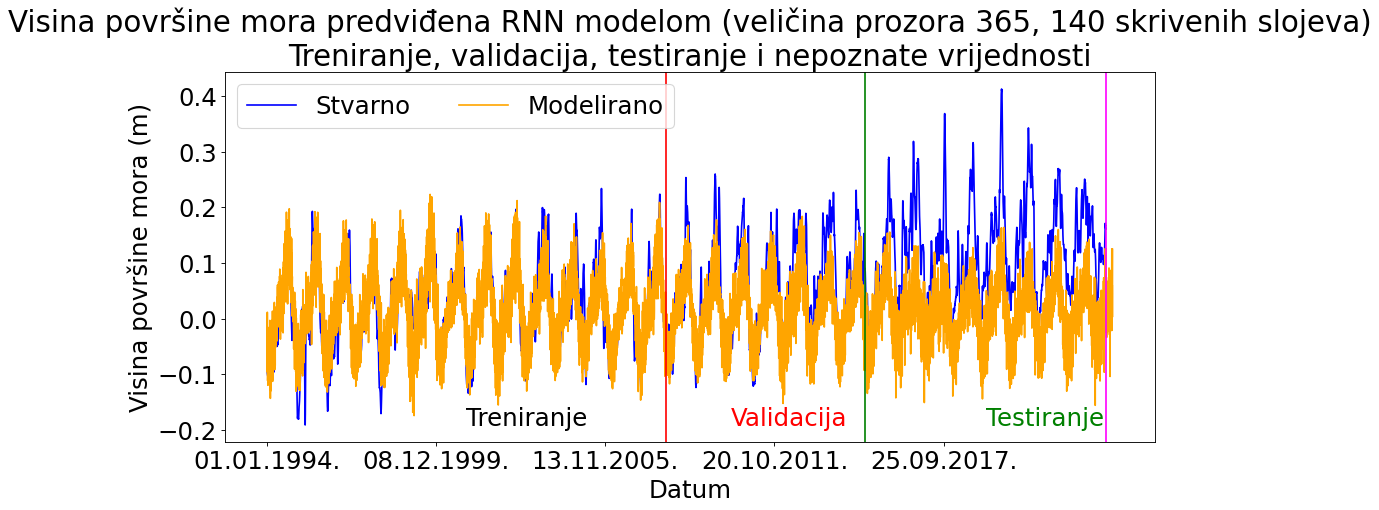 Visina površine mora predviđena RNN modelom (veličina prozora 365, 140 skrivenih slojeva)
Treniranje, validacija, testiranje i nepoznate vrijednosti
Stvarno Modelirano
Visina površine mora (m)
0.4
0.3
0.2
0.1
0.0
−0.1
−0.2
Treniranje Validacija Testiranje
01.01.1994. 08.12.1999. 13.11.2005. 20.10.2011. 25.09.2017.
Datum